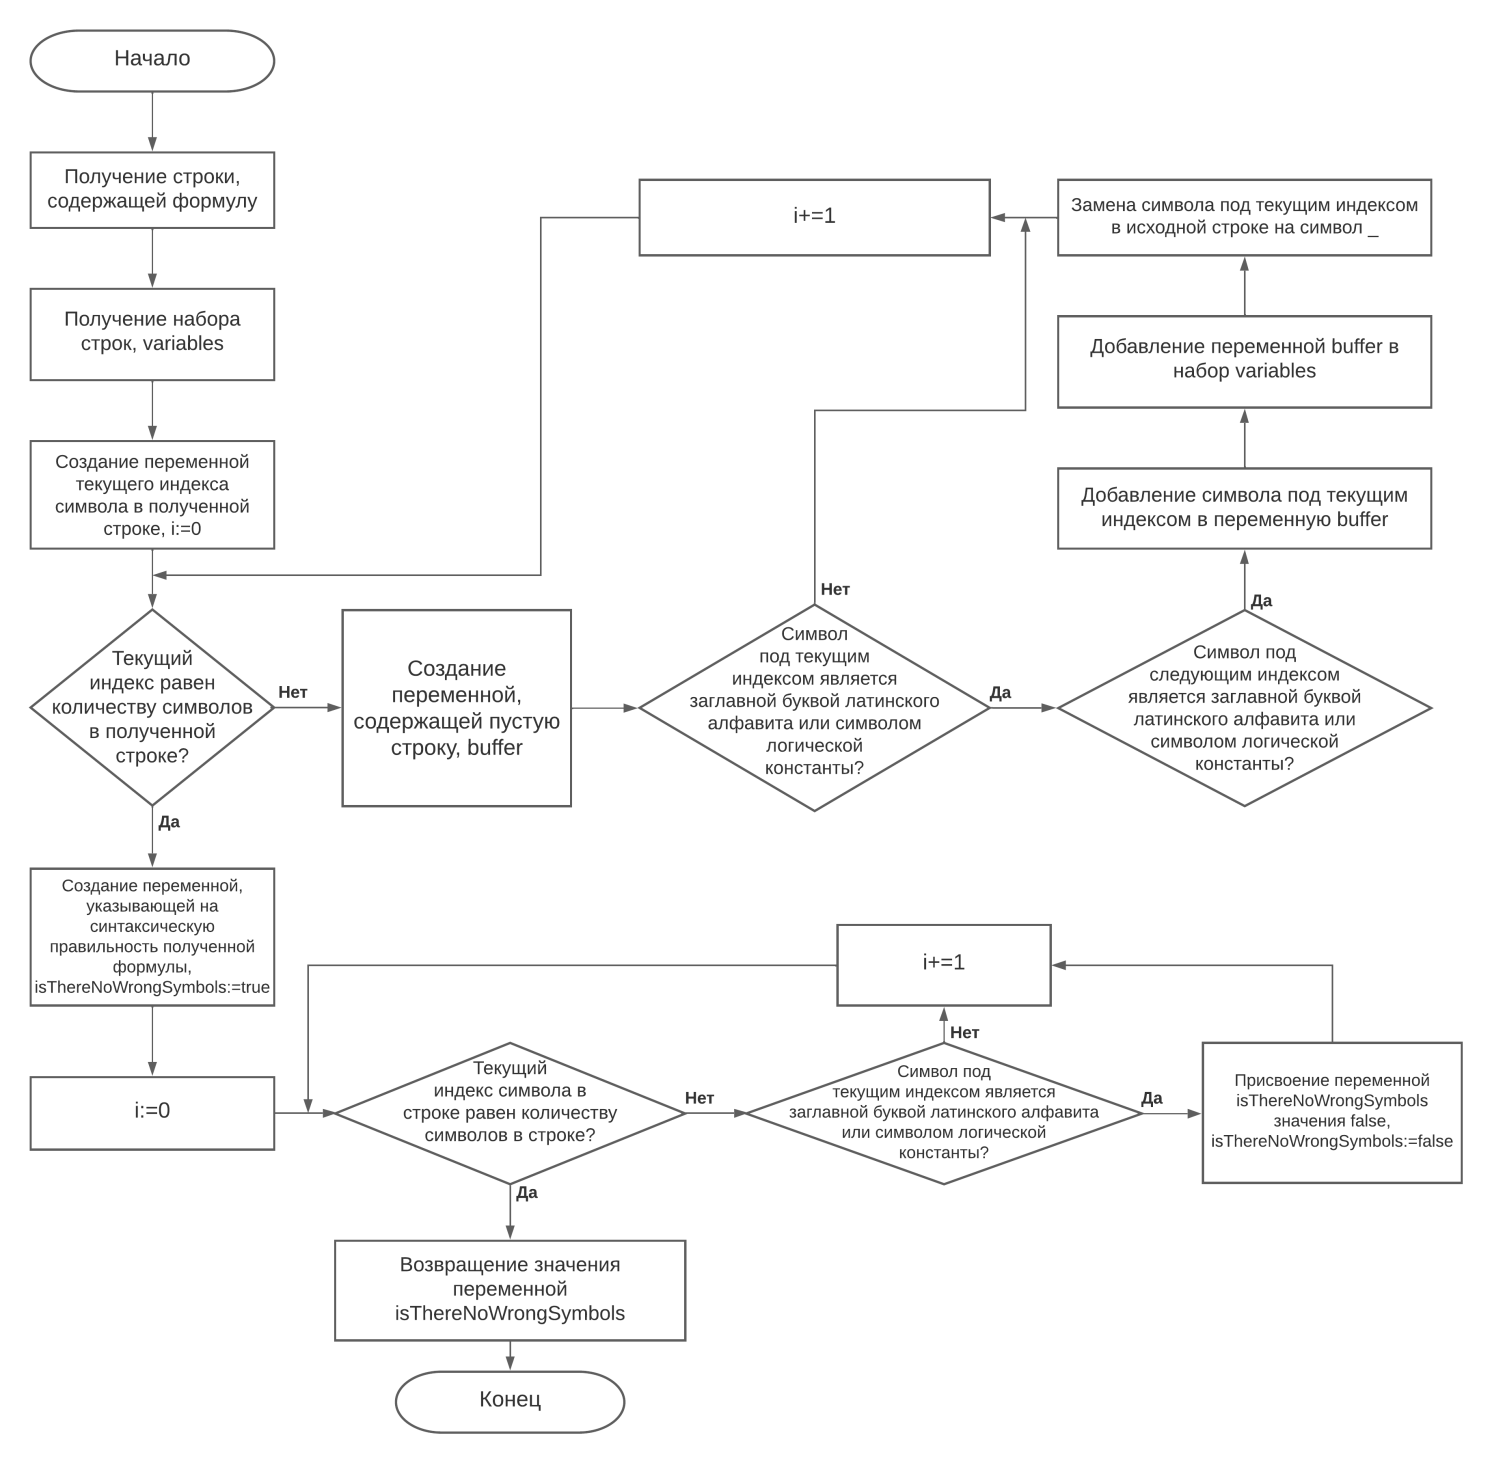 Начало
Получение строки,
содержащей формулу
Получение набора
строк, variables
Создание переменной
текущего индекса
символа в полученной
строке, i:=0
Текущий
индекс равен
количеству символов
в полученной
строке?
Нет
Да
Создание
переменной,
содержащей пустую
строку, buffer
Символ
под текущим
индексом является
заглавной буквой латинского
алфавита или символом
логической
константы?
Нет
Да
Символ под
следующим индексом
является заглавной буквой
латинского алфавита или
символом логической
константы?
Да
Добавление символа под текущим
индексом в переменную buffer
Добавление переменной buffer в
набор variables
Замена символа под текущим индексом
в исходной строке на символ _
i+=1
Создание переменной,
указывающей на
синтаксическую
правильность полученной
формулы,
isThereNoWrongSymbols:=true
i:=0
Текущий
индекс символа в
строке равен количеству
символов в строке?
Нет
Да
Символ под
текущим индексом является
заглавной буквой латинского алфавита
или символом логической
константы?
Нет
Да
Присвоение переменной
isThereNoWrongSymbols
значения false,
isThereNoWrongSymbols:=false
i+=1
Возвращение значения
переменной
isThereNoWrongSymbols
Конец